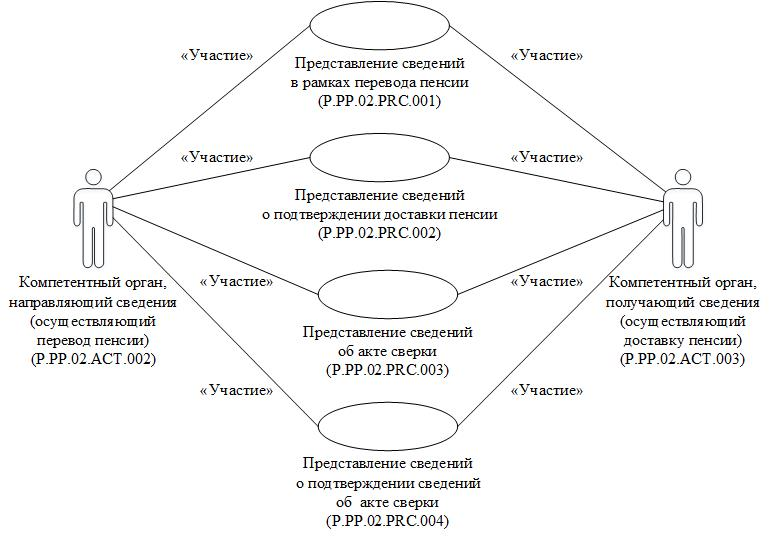 «Участие»
«Участие»
Представление сведений
в рамках перевода пенсии
(P.PP.02.PRC.001)
«Участие»
«Участие»
Представление сведений
о подтверждении доставки пенсии
(P.PP.02.PRC.002)
Компетентный орган,
направляющий сведения
(осуществляющий
перевод пенсии)
(P.PP.02.ACT.002)
«Участие»
«Участие»
Компетентный орган,
получающий сведения
(осуществляющий
доставку пенсии)
(P.PP.02.ACT.003)
Представление сведений
об акте сверки
(P.PP.02.PRC.003)
«Участие»
«Участие»
Представление сведений
о подтверждении сведений
об акте сверки
(P.PP.02.PRC.004)